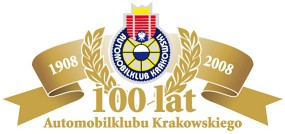 AUTOMOBILKLUB KRAKOWSKI
1908 2008
100 lat
Automobilklubu Krakowskiego